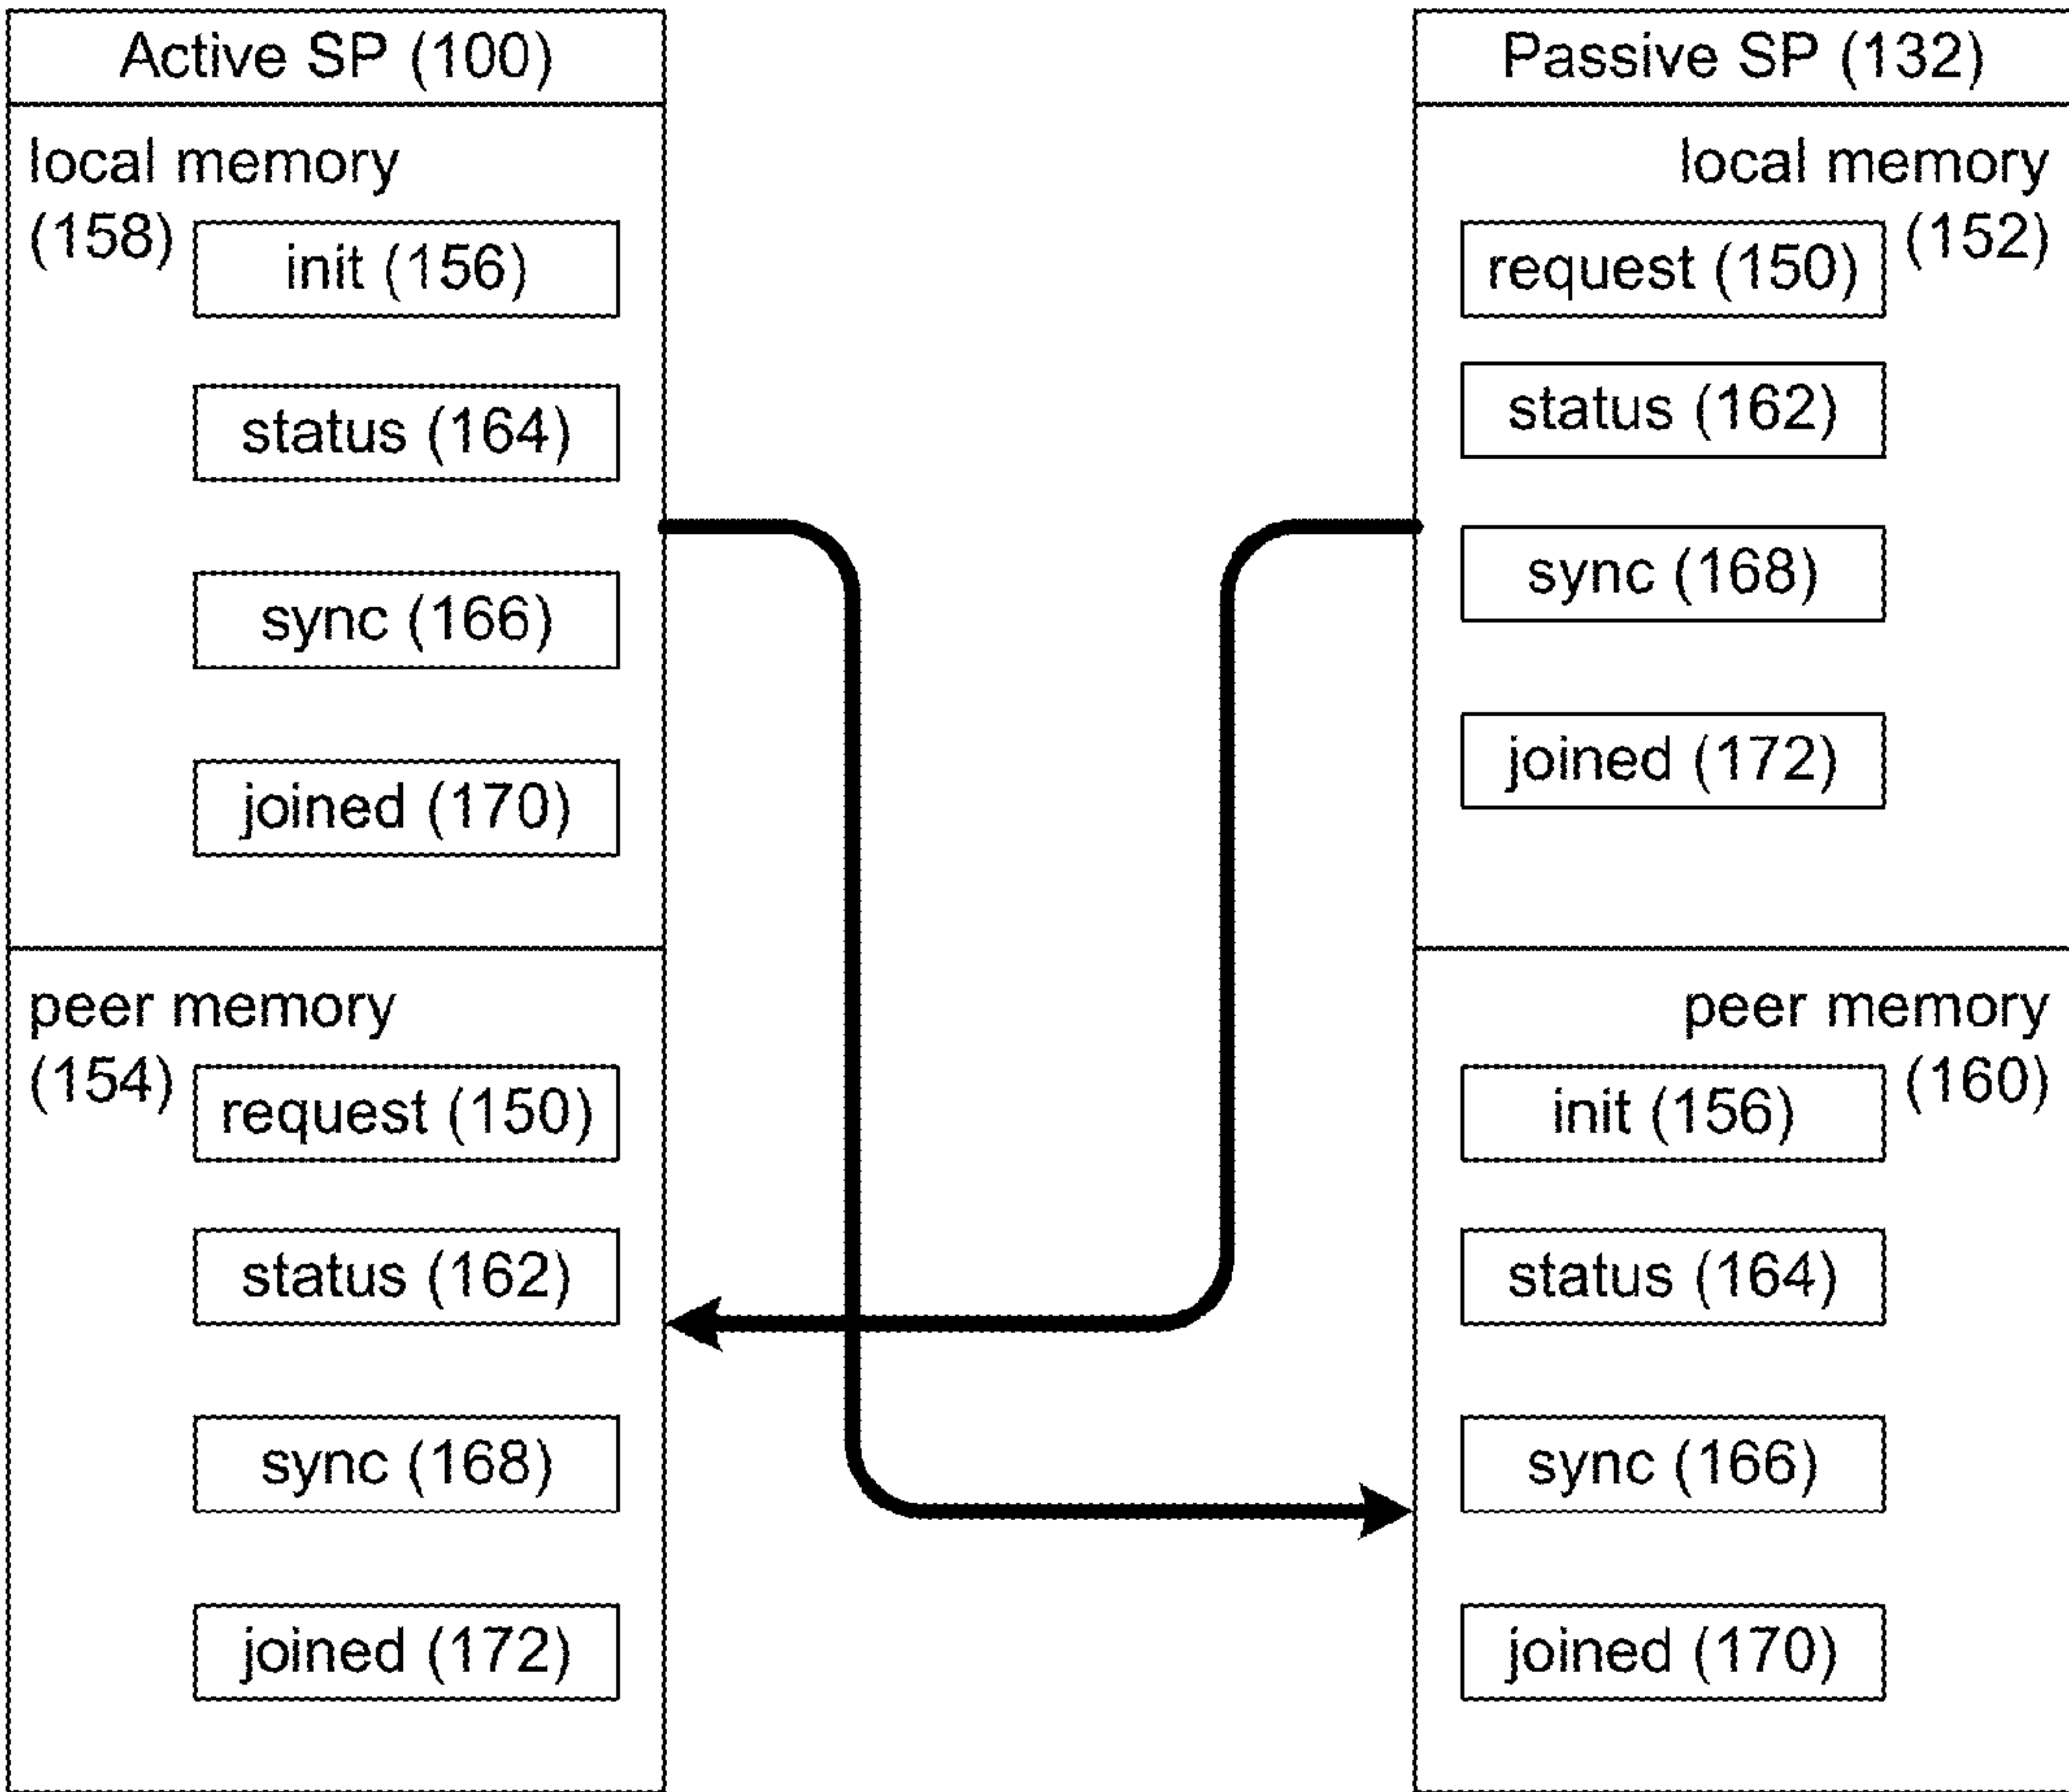 Active SP (100)
local memory
(158)
init (156)
status (164)
sync (166)
joined (170)
peer memory
(154)
request (150)
status (162)
sync (168)
joined (172)
Passive SP (132)
local memory
(152)
request (150)
status (162)
sync (168)
joined (172)
peer memory
(160)
init (156)
status (164)
sync (166)
joined (170)